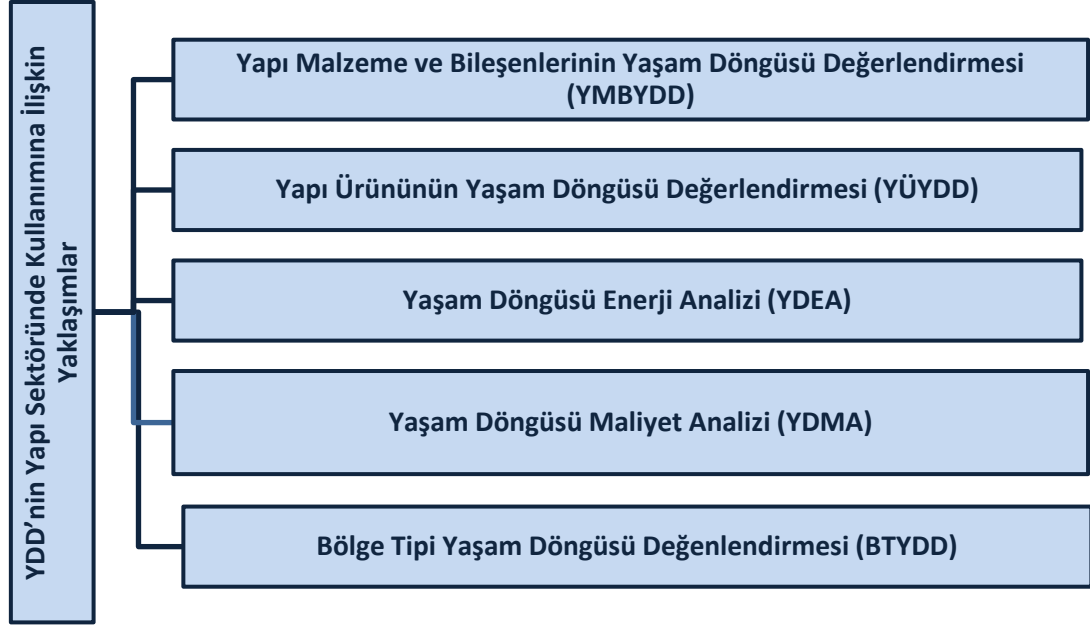 YDD'nin Yapı Sektóründe Kullanımına İlişkin
Yaklaşımlar
Yapı Malzeme ve Bileşenlerinin Yaşam Döngüsü Değerlendirmesi
(YMBYDD)
Yapı Ürününün Yaşam Döngüsü Değerlendirmesi (YÜYDD)
Yaşam Döngüsü Enerji Analizi (YDEA)
Yaşam Döngüsü Maliyet Analizi (YDMA)
Bölge Tipi Yaşam Döngüsü Değenlendirmesi (BTYDD)